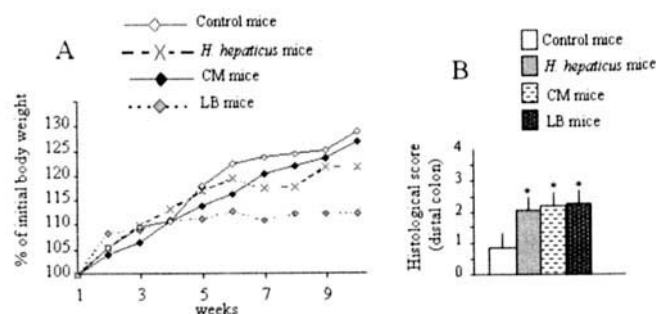 A
Control mice
H. hepaticus mice
CM mice
LB mice
% of initial body weight
130
125
120
115
110
105
100
1
3
5
7
9
weeks
B
Control mice
H. hepaticus mice
CM mice
LB mice
Histological score
(distal colon)
4
3
2
1
0
* * *